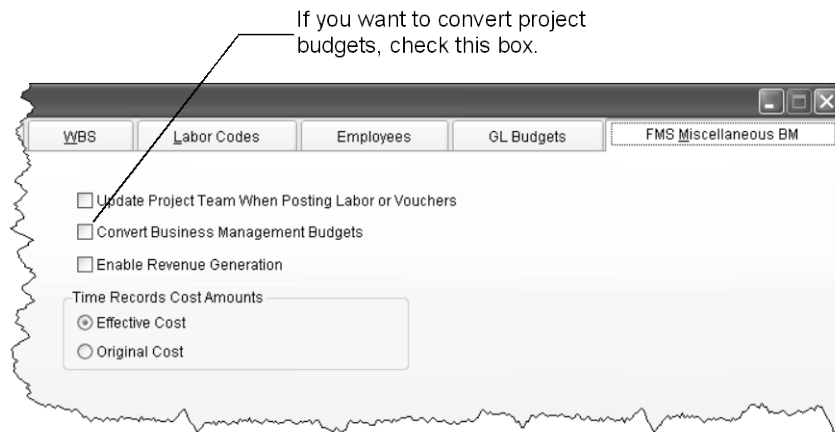 If you want to convert project
budgets, check this box.
WBS Labor Codes Employees GL Budgets FMS Miscellaneous BM
Update Project Team When Posting Labor or Vouchers
Convert Business Management Budgets
Enable Revenue Generation
Time Records Cost Amounts
Effective Cost
Original Cost